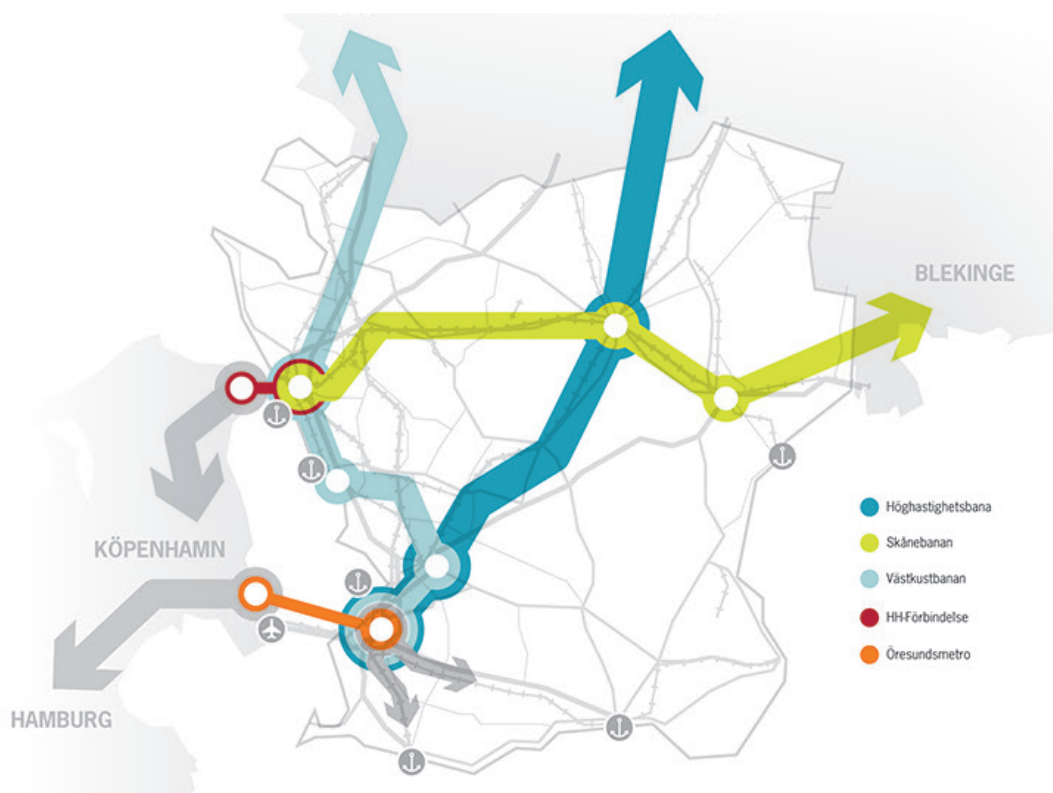 BLEKINGE
KÖPENHAMN
HAMBURG
Höghastighetsbana
Skånebanan
Västkustbanan
HH-Förbindelse
Öresundsmetro